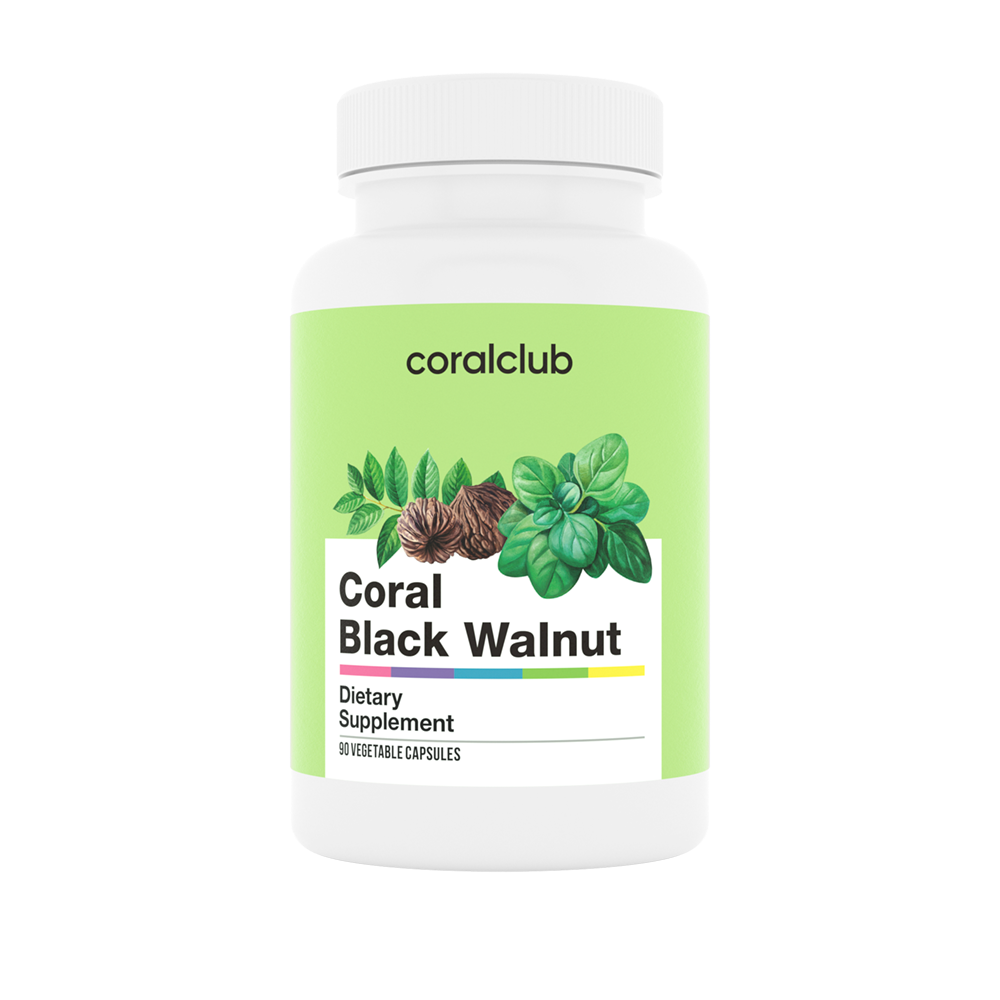 coralclub
Coral
Black Walnut
Dietary
Supplement
90 VEGETABLE CAPSULES